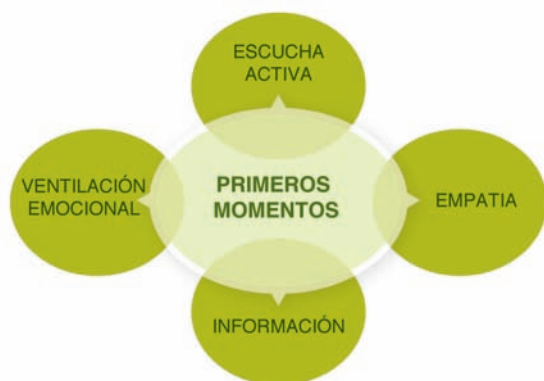 ESCUCHA
ACTIVA
VENTILACIÓN
EMOCIONAL
PRIMEROS
MOMENTOS
EMPATIA
INFORMACIÓN